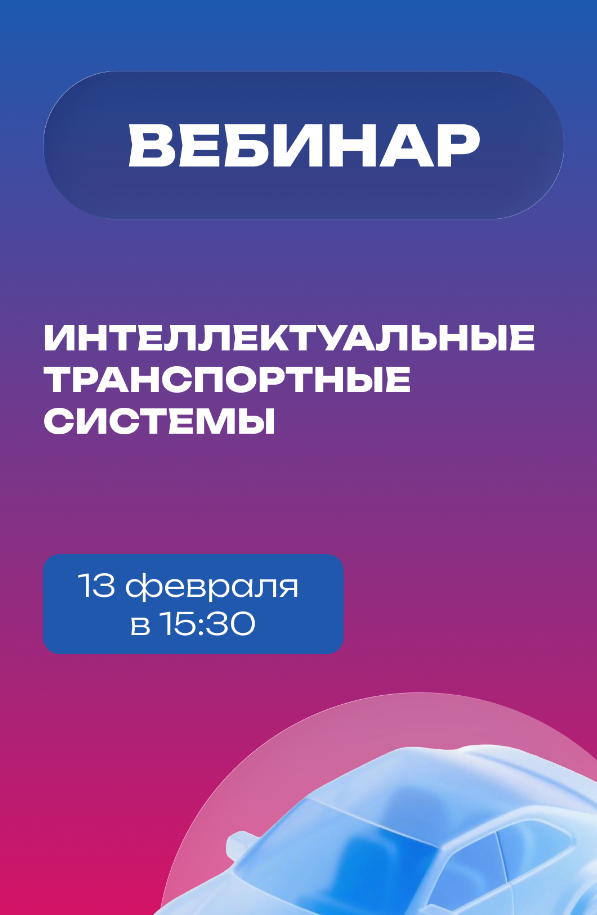 ВЕБИНАР
ИНТЕЛЛЕКТУАЛЬНЫЕ
ТРАНСПОРТНЫЕ
СИСТЕМЫ
13 февраля
в 15:30